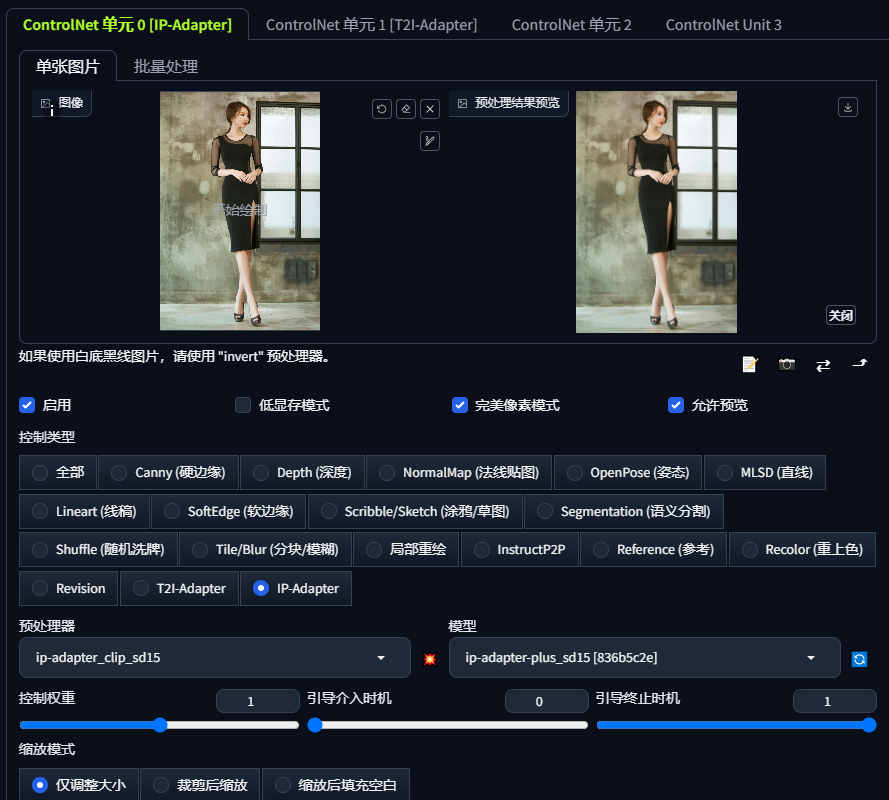 ControlNet 单元 0 [IP-Adapter] ControlNet 单元 1 [T2I-Adapter] ControlNet 单元 2 ControlNet Unit 3
单张图片 批量处理
图像 预处理结果预览
开始绘制
关闭
如果使用白底黑线图片，请使用 "invert" 预处理器。
启用 低显存模式 完美像素模式 允许预览
控制类型
全部 Canny (硬边缘) Depth (深度) NormalMap (法线贴图) OpenPose (姿态) MLSD (直线)
Lineart (线稿) SoftEdge (软边缘) Scribble/Sketch (涂鸦/草图) Segmentation (语义分割)
Shuffle (随机洗牌) Tile/Blur (分块/模糊) 局部重绘 InstructP2P Reference (参考) Recolor (重上色)
Revision T2I-Adapter IP-Adapter
预处理器 模型
ip-adapter_clip_sd15 ip-adapter-plus_sd15 [836b5c2e]
控制权重 1 引导介入时机 0 引导终止时机 1
缩放模式
仅调整大小 裁剪后缩放 缩放后填充空白